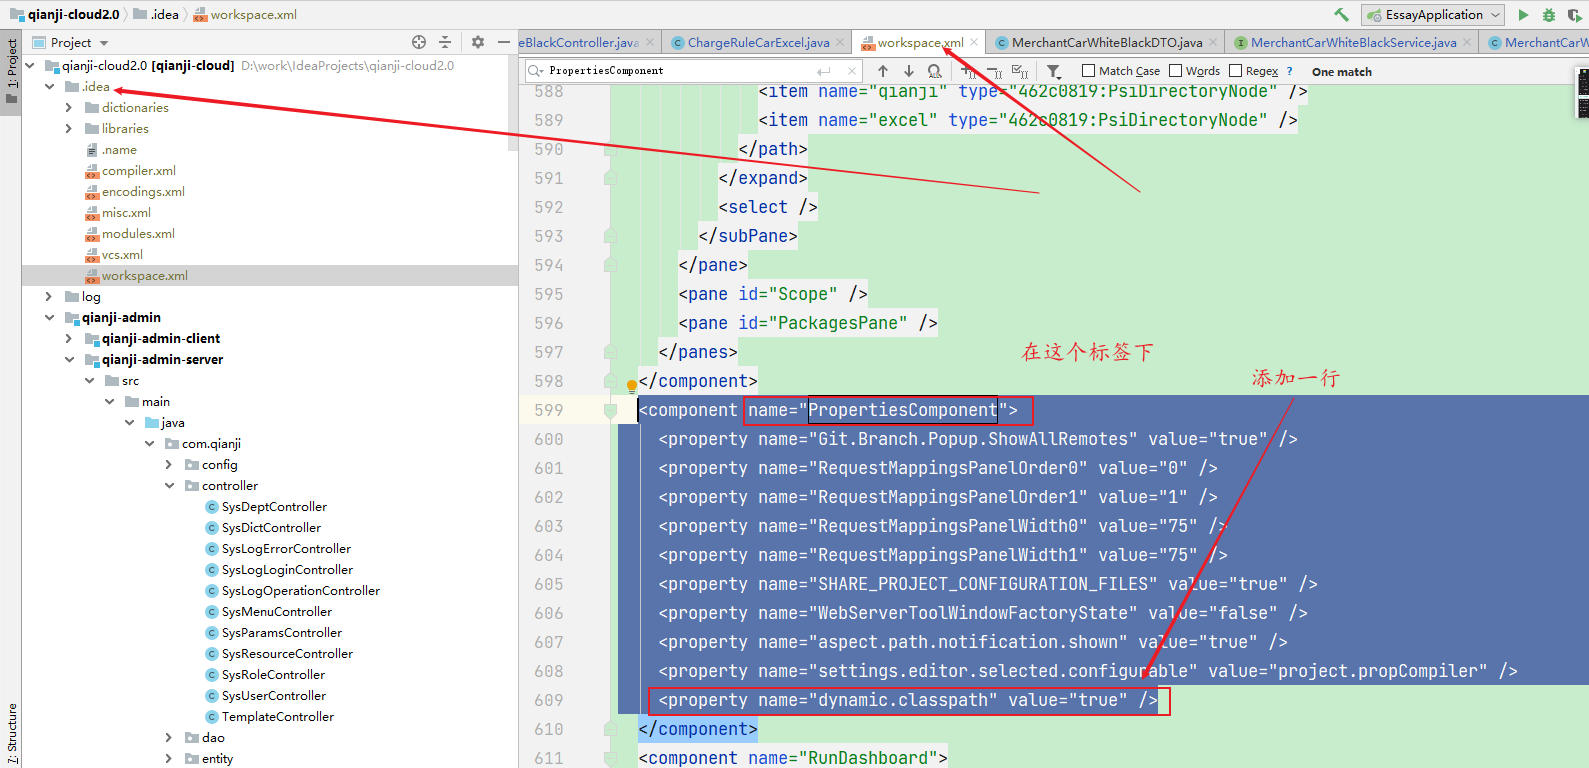 qianji-cloud2.0 〉 .idea 〉 workspace.xml
EssayApplication
Project
eBlackController.java
ChargeRuleCarExcel.java
workspace.xml
MerchantCarWhiteBlackDTO.java
MerchantCarWhiteBlackService.java
MerchantCarW
1: Project
PropertiesComponent
Match Case
Words
Regex
?
One match
qianji-cloud2.0 [qianji-cloud] D:\work\IdeaProjects\qianji-cloud2.0
.idea
dictionaries
libraries
.name
compiler.xml
encodings.xml
misc.xml
modules.xml
vcs.xml
workspace.xml
log
qianji-admin
qianji-admin-client
qianji-admin-server
src
main
java
com.qianji
config
controller
SysDeptController
SysDictController
SysLogErrorController
SysLogLoginController
SysLogOperationController
SysMenuController
SysParamsController
SysResourceController
SysRoleController
SysUserController
TemplateController
dao
entity
Z: Structure
588 <item name="qianji" type="462c0819:PsiDirectoryNode" />
589 <item name="excel" type="462c0819:PsiDirectoryNode" />
590 </path>
591 </expand>
592 <select />
593 </subPane>
594 </pane>
595 <pane id="Scope" />
596 <pane id="PackagesPane" />
597 </panes>
在这个标签下
598 </component>
添加一行
599 <component name="PropertiesComponent">
600 <property name="Git.Branch.Popup.ShowAllRemotes" value="true" />
601 <property name="RequestMappingsPanelOrder0" value="0" />
602 <property name="RequestMappingsPanelOrder1" value="1" />
603 <property name="RequestMappingsPanelWidth0" value="75" />
604 <property name="RequestMappingsPanelWidth1" value="75" />
605 <property name="SHARE_PROJECT_CONFIGURATION_FILES" value="true" />
606 <property name="WebServerToolWindowFactoryState" value="false" />
607 <property name="aspect.path.notification.shown" value="true" />
608 <property name="settings.editor.selected.configurable" value="project.propCompiler" />
609 <property name="dynamic.classpath" value="true" />
610 </component>
611 <component name="RunDashboard">